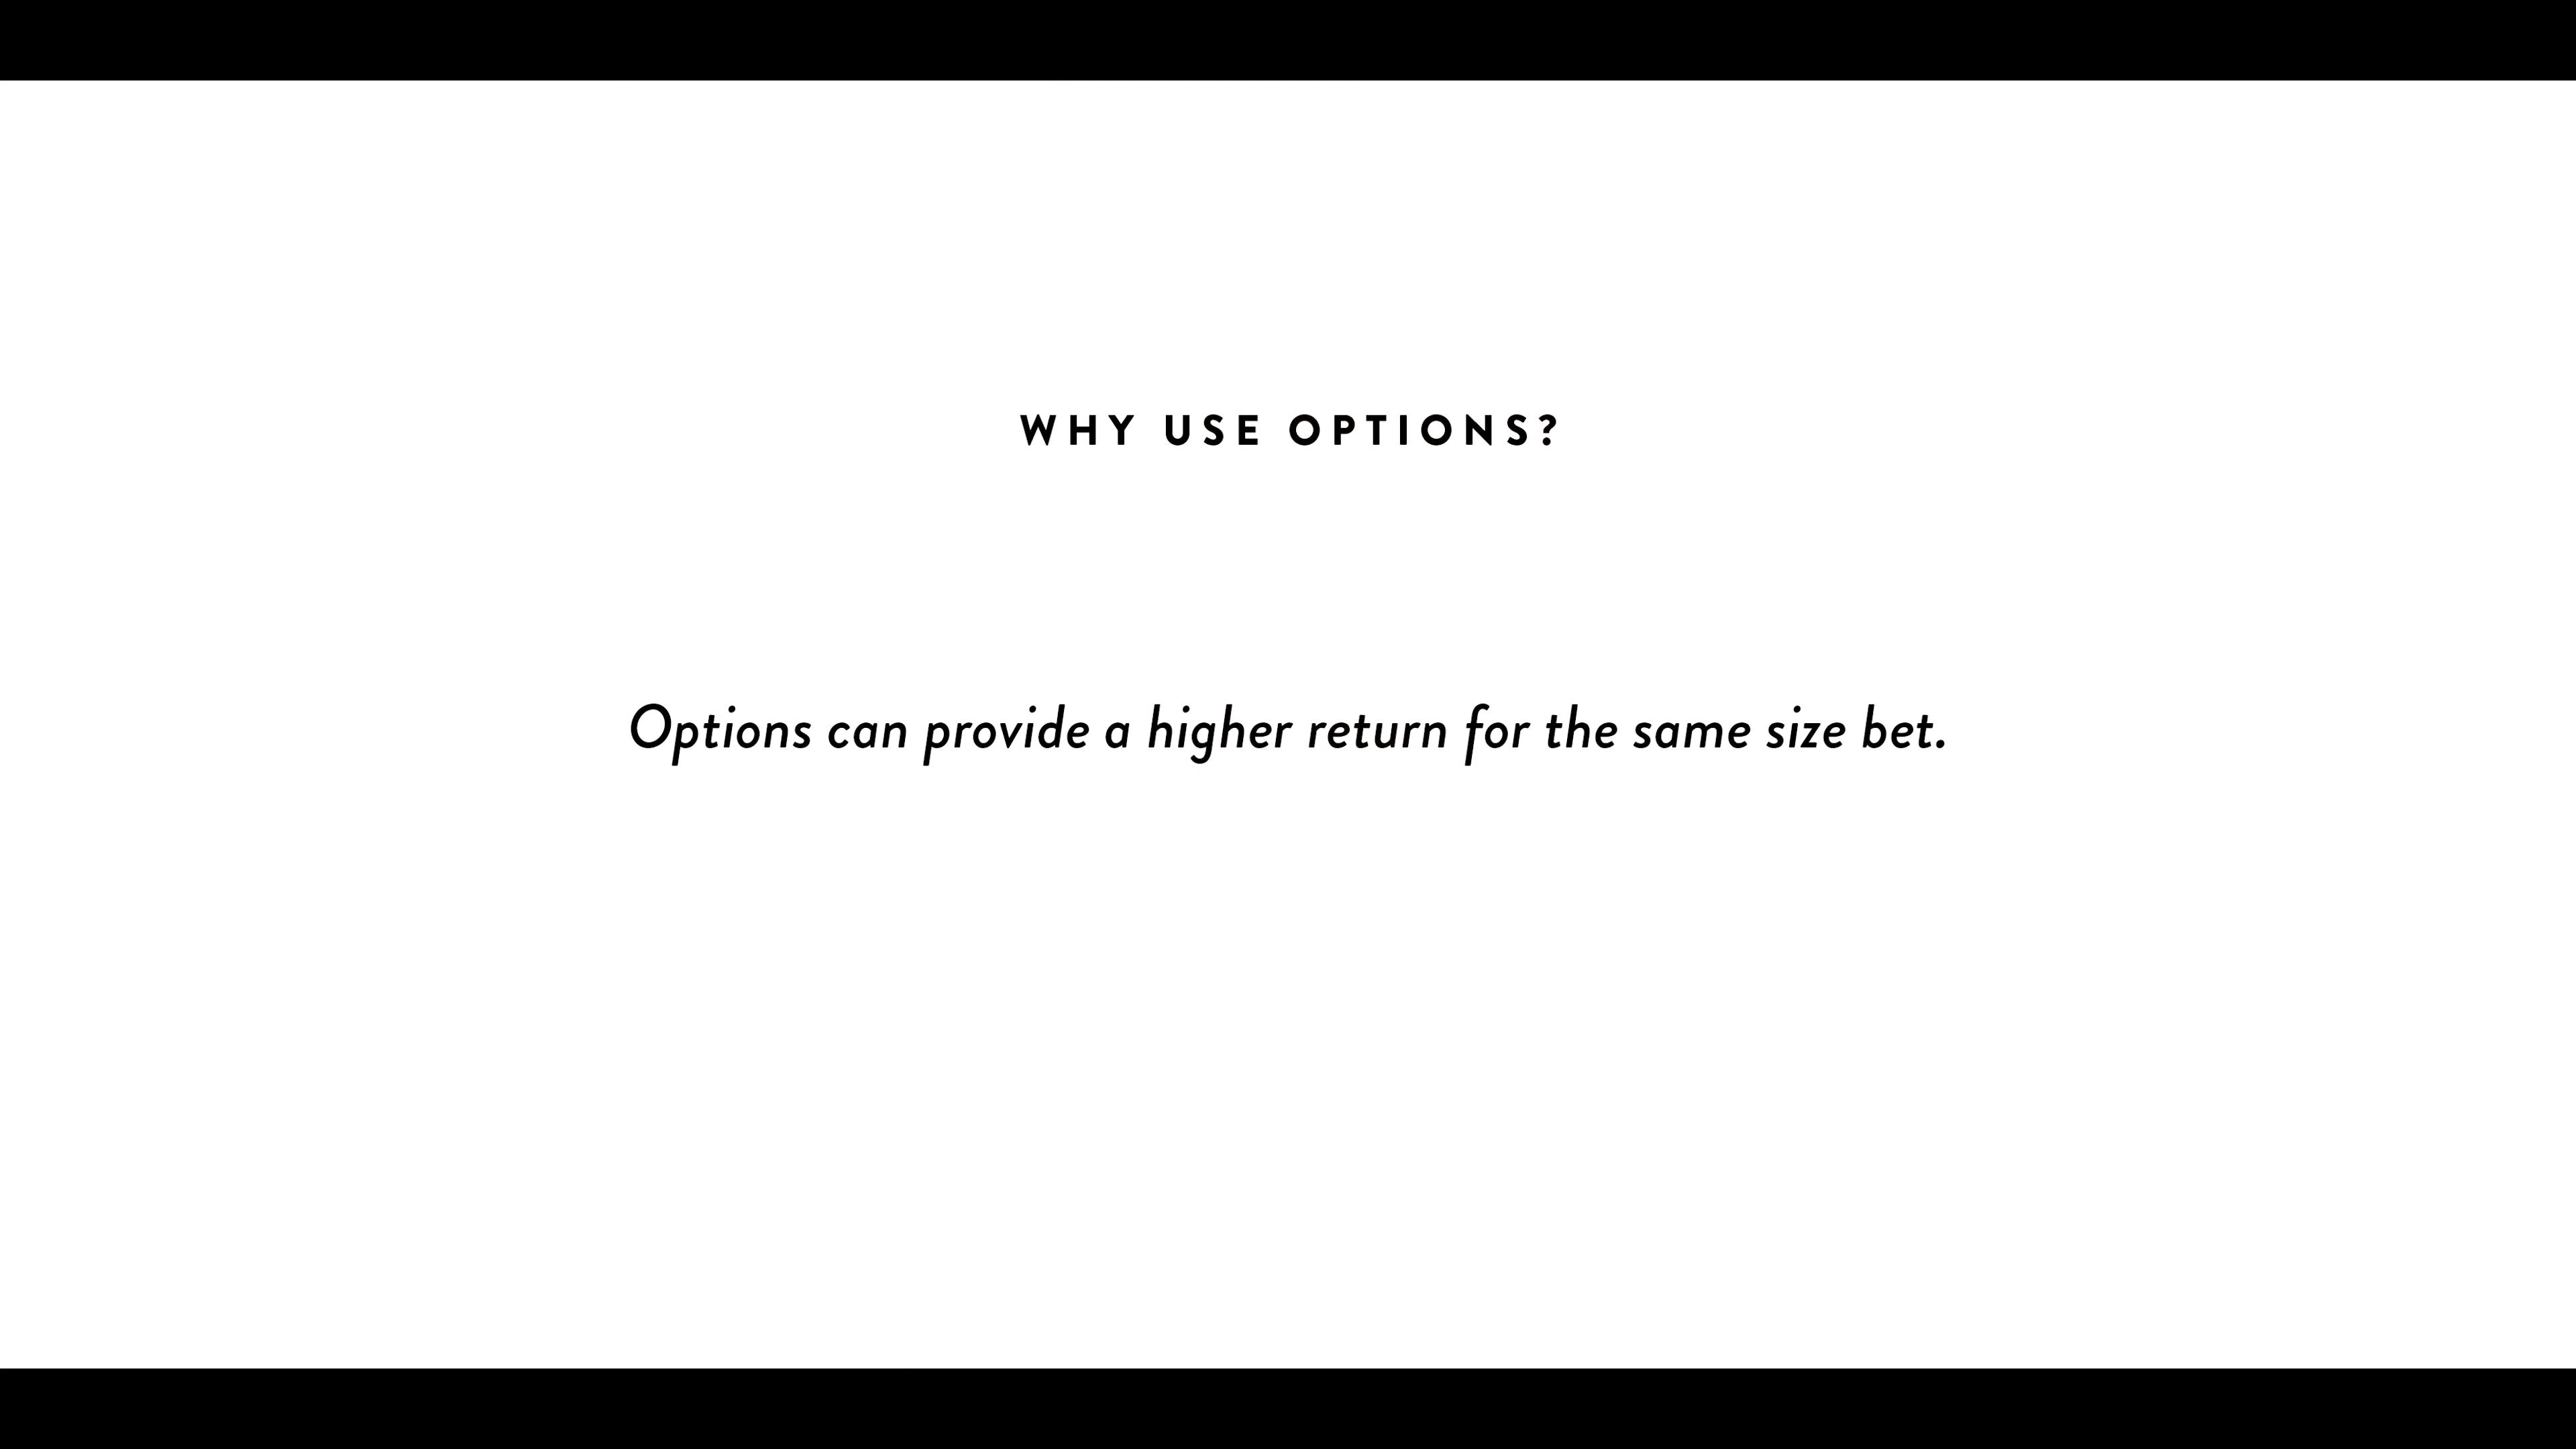 WHY USE OPTIONS?
Options can provide a higher return for the same size bet.